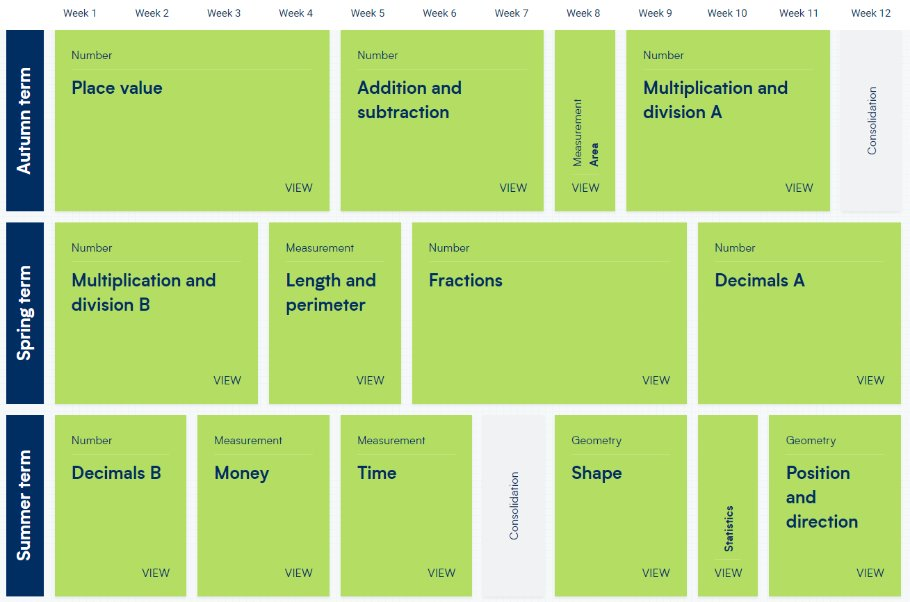 Week 1
Week 2
Week 3
Week 4
Week 5
Week 6
Week 7
Week 8
Week 9
Week 10
Week 11
Week 12
Autumn term
Number
Place value
VIEW
Number
Addition and
subtraction
VIEW
Measurement
Area
VIEW
Number
Multiplication and
division A
VIEW
Consolidation
Spring term
Number
Multiplication and
division B
VIEW
Measurement
Length and
perimeter
VIEW
Number
Fractions
VIEW
Number
Decimals A
VIEW
Summer term
Number
Decimals B
VIEW
Measurement
Money
VIEW
Measurement
Time
VIEW
Consolidation
Geometry
Shape
VIEW
Statistics
VIEW
Geometry
Position
and
direction
VIEW